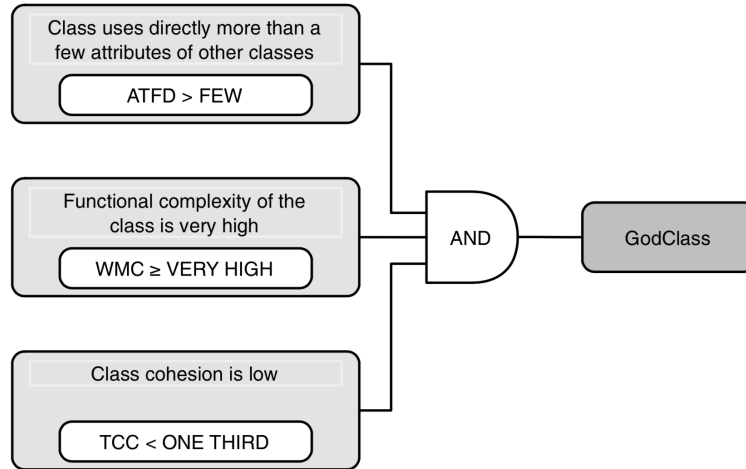 Class uses directly more than a
few attributes of other classes
ATFD > FEW
Functional complexity of the
class is very high
WMC ≥ VERY HIGH
AND
GodClass
Class cohesion is low
TCC < ONE THIRD